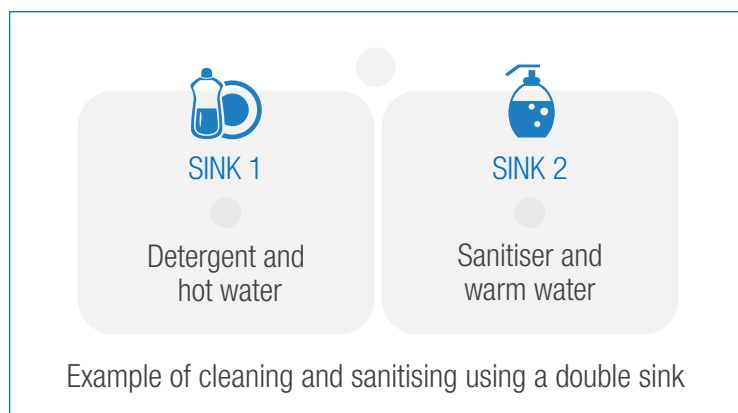 SINK 1
Detergent and
hot water
SINK 2
Sanitiser and
warm water
Example of cleaning and sanitising using a double sink